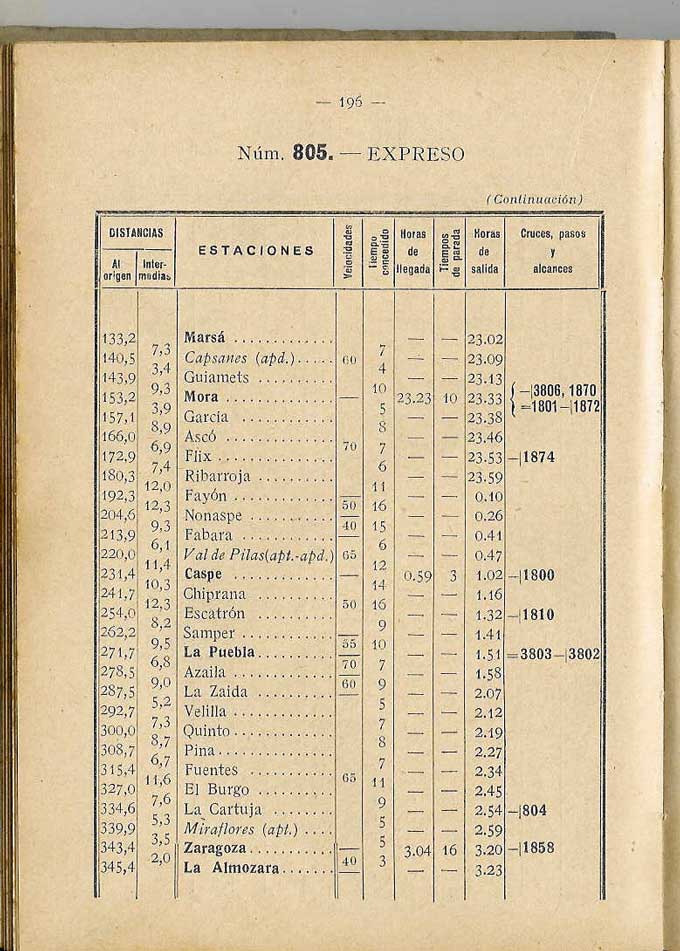 — 196 —
Núm. 805. — EXPRESO
(Continuación)
DISTANCIAS
Al origen
Intermedias
ESTACIONES
Velocidades
Tiempo concedido
Horas de llegada
Tiempos de parada
Horas de salida
Cruces, pasos y alcances
133,2 Marsá ............. — — 23.02
7,3 7
140,5 Capsanes (apd.)..... 60 — — 23.09
3,4 4
143,9 Guiamets .......... — — 23.13
9,3 10
153,2 Mora ............. — 23.23 10 23.33 { —|3806, 1870 =1801—|1872
3,9 5
157,1 García ............ — — 23.38
8,9 8
166,0 Ascó ............. — — 23.46
6,9 70 7
172,9 Flix .............. — — 23.53 —|1874
7,4 6
180,3 Ribarroja .......... — — 23.59
12,0 11
192,3 Fayón ............. — — — 0.10
12,3 50 16
204,6 Nonaspe .......... — — — 0.26
9,3 40 15
213,9 Fabara ............ — — — 0.41
6,1 6
220,0 Val de Pilas(apt.-apd.) 65 — — 0.47
11,4 12
231,4 Caspe ............ — 0.59 3 1.02 —|1800
10,3 14
241,7 Chiprana .......... — — 1.16
12,3 50 16
254,0 Escatrón .......... — — 1.32 —|1810
8,2 9
262,2 Samper ............ — — — 1.41
9,5 55 10
271,7 La Puebla.......... — — — 1.51 =3803—|3802
6,8 70 7
278,5 Azaila ............ — — — 1.58
9,0 60 9
287,5 La Zaida .......... — — — 2.07
5,2 5
292,7 Velilla ............ — — 2.12
7,3 7
300,0 Quinto ............ — — 2.19
8,7 8
308,7 Pina .............. — — 2.27
6,7 7
315,4 Fuentes .......... — — 2.34
11,6 65 11
327,0 El Burgo .......... — — 2.45
7,6 9
334,6 La Cartuja ........ — — 2.54 —|804
5,3 5
339,9 Miraflores (apt.) .... — — 2.59
3,5 5
343,4 Zaragoza.......... — 3.04 16 3.20 —|1858
2,0 40 3
345,4 La Almozara....... — — 3.23